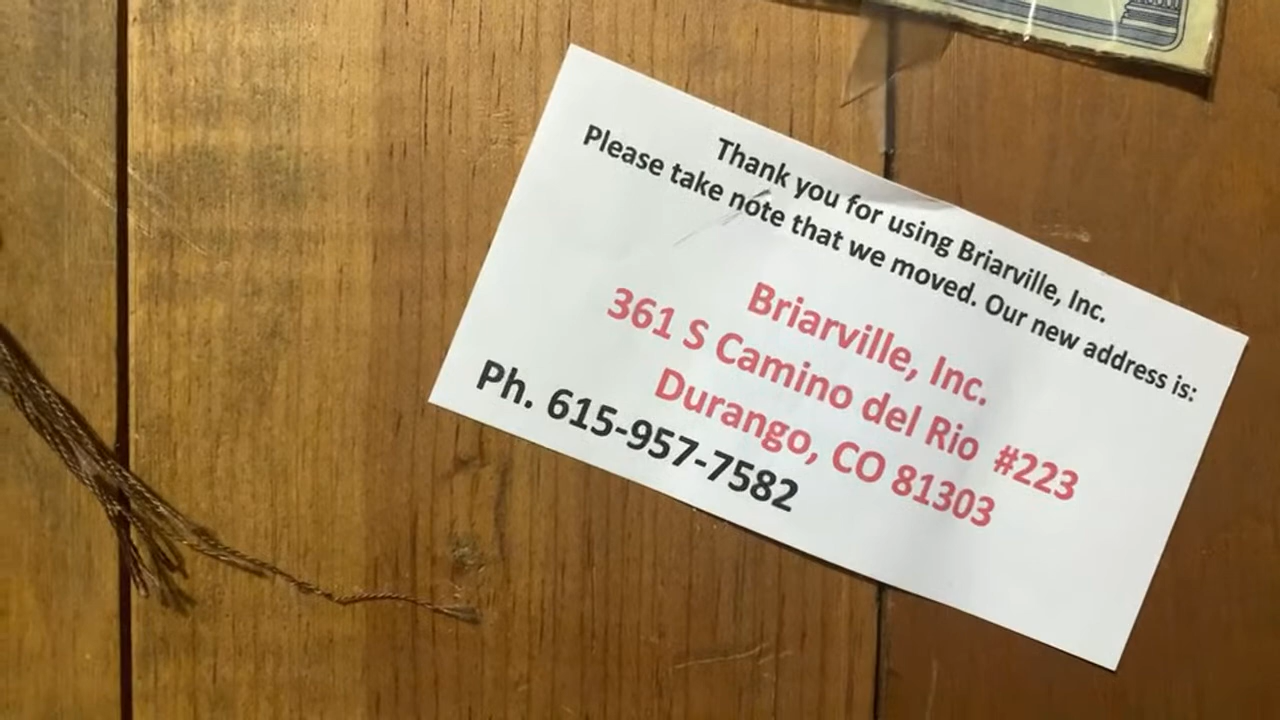 Thank you for using Briarville, Inc.
Please take note that we moved. Our new address is:
Briarville, Inc.
361 S Camino del Rio #223
Durango, CO 81303
Ph. 615-957-7582